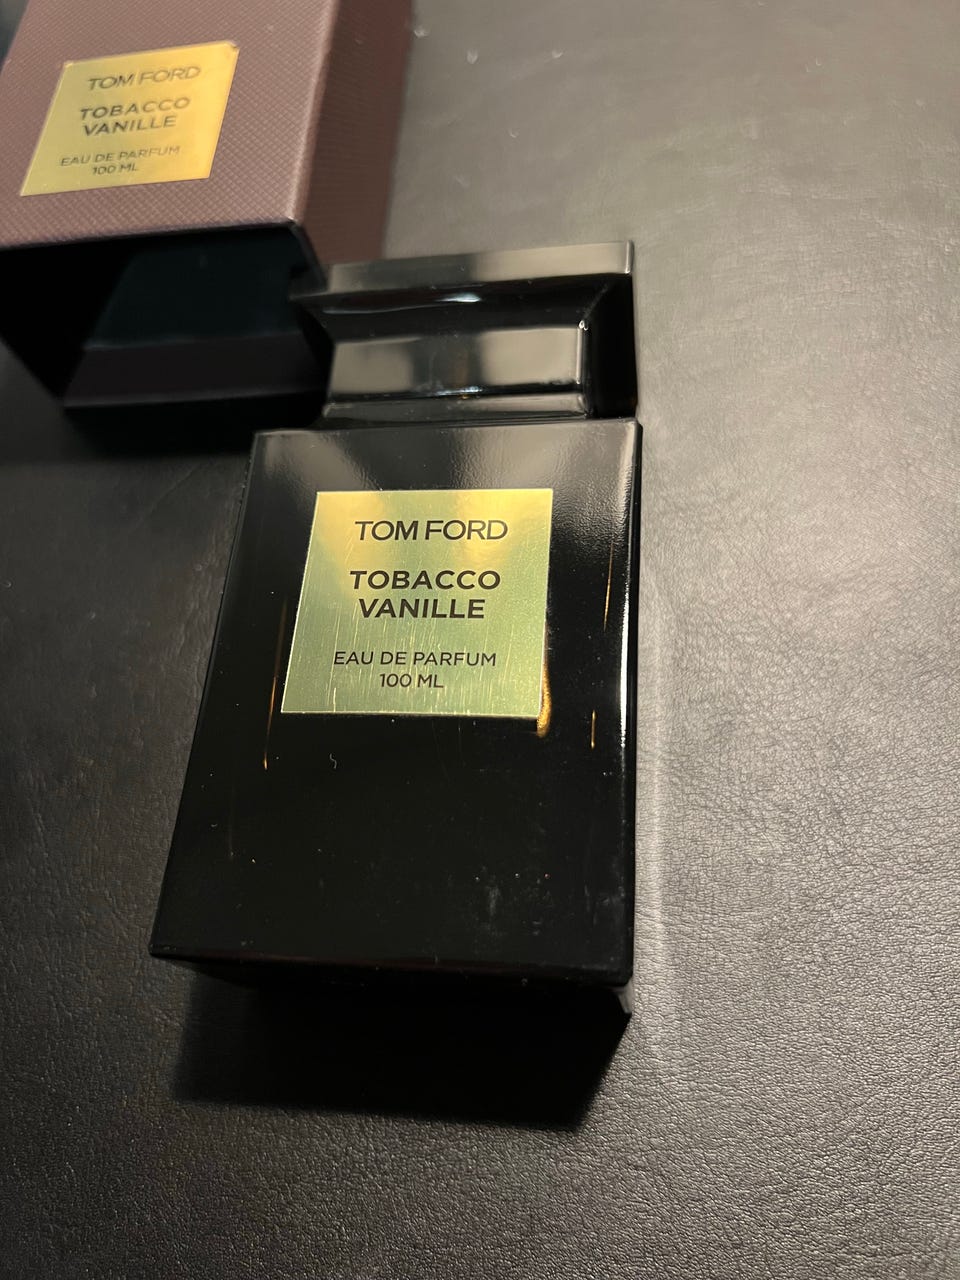 TOM FORD
TOBACCO
VANILLE
EAU DE PARFUM
100 ML
TOM FORD
TOBACCO
VANILLE
EAU DE PARFUM
100 ML